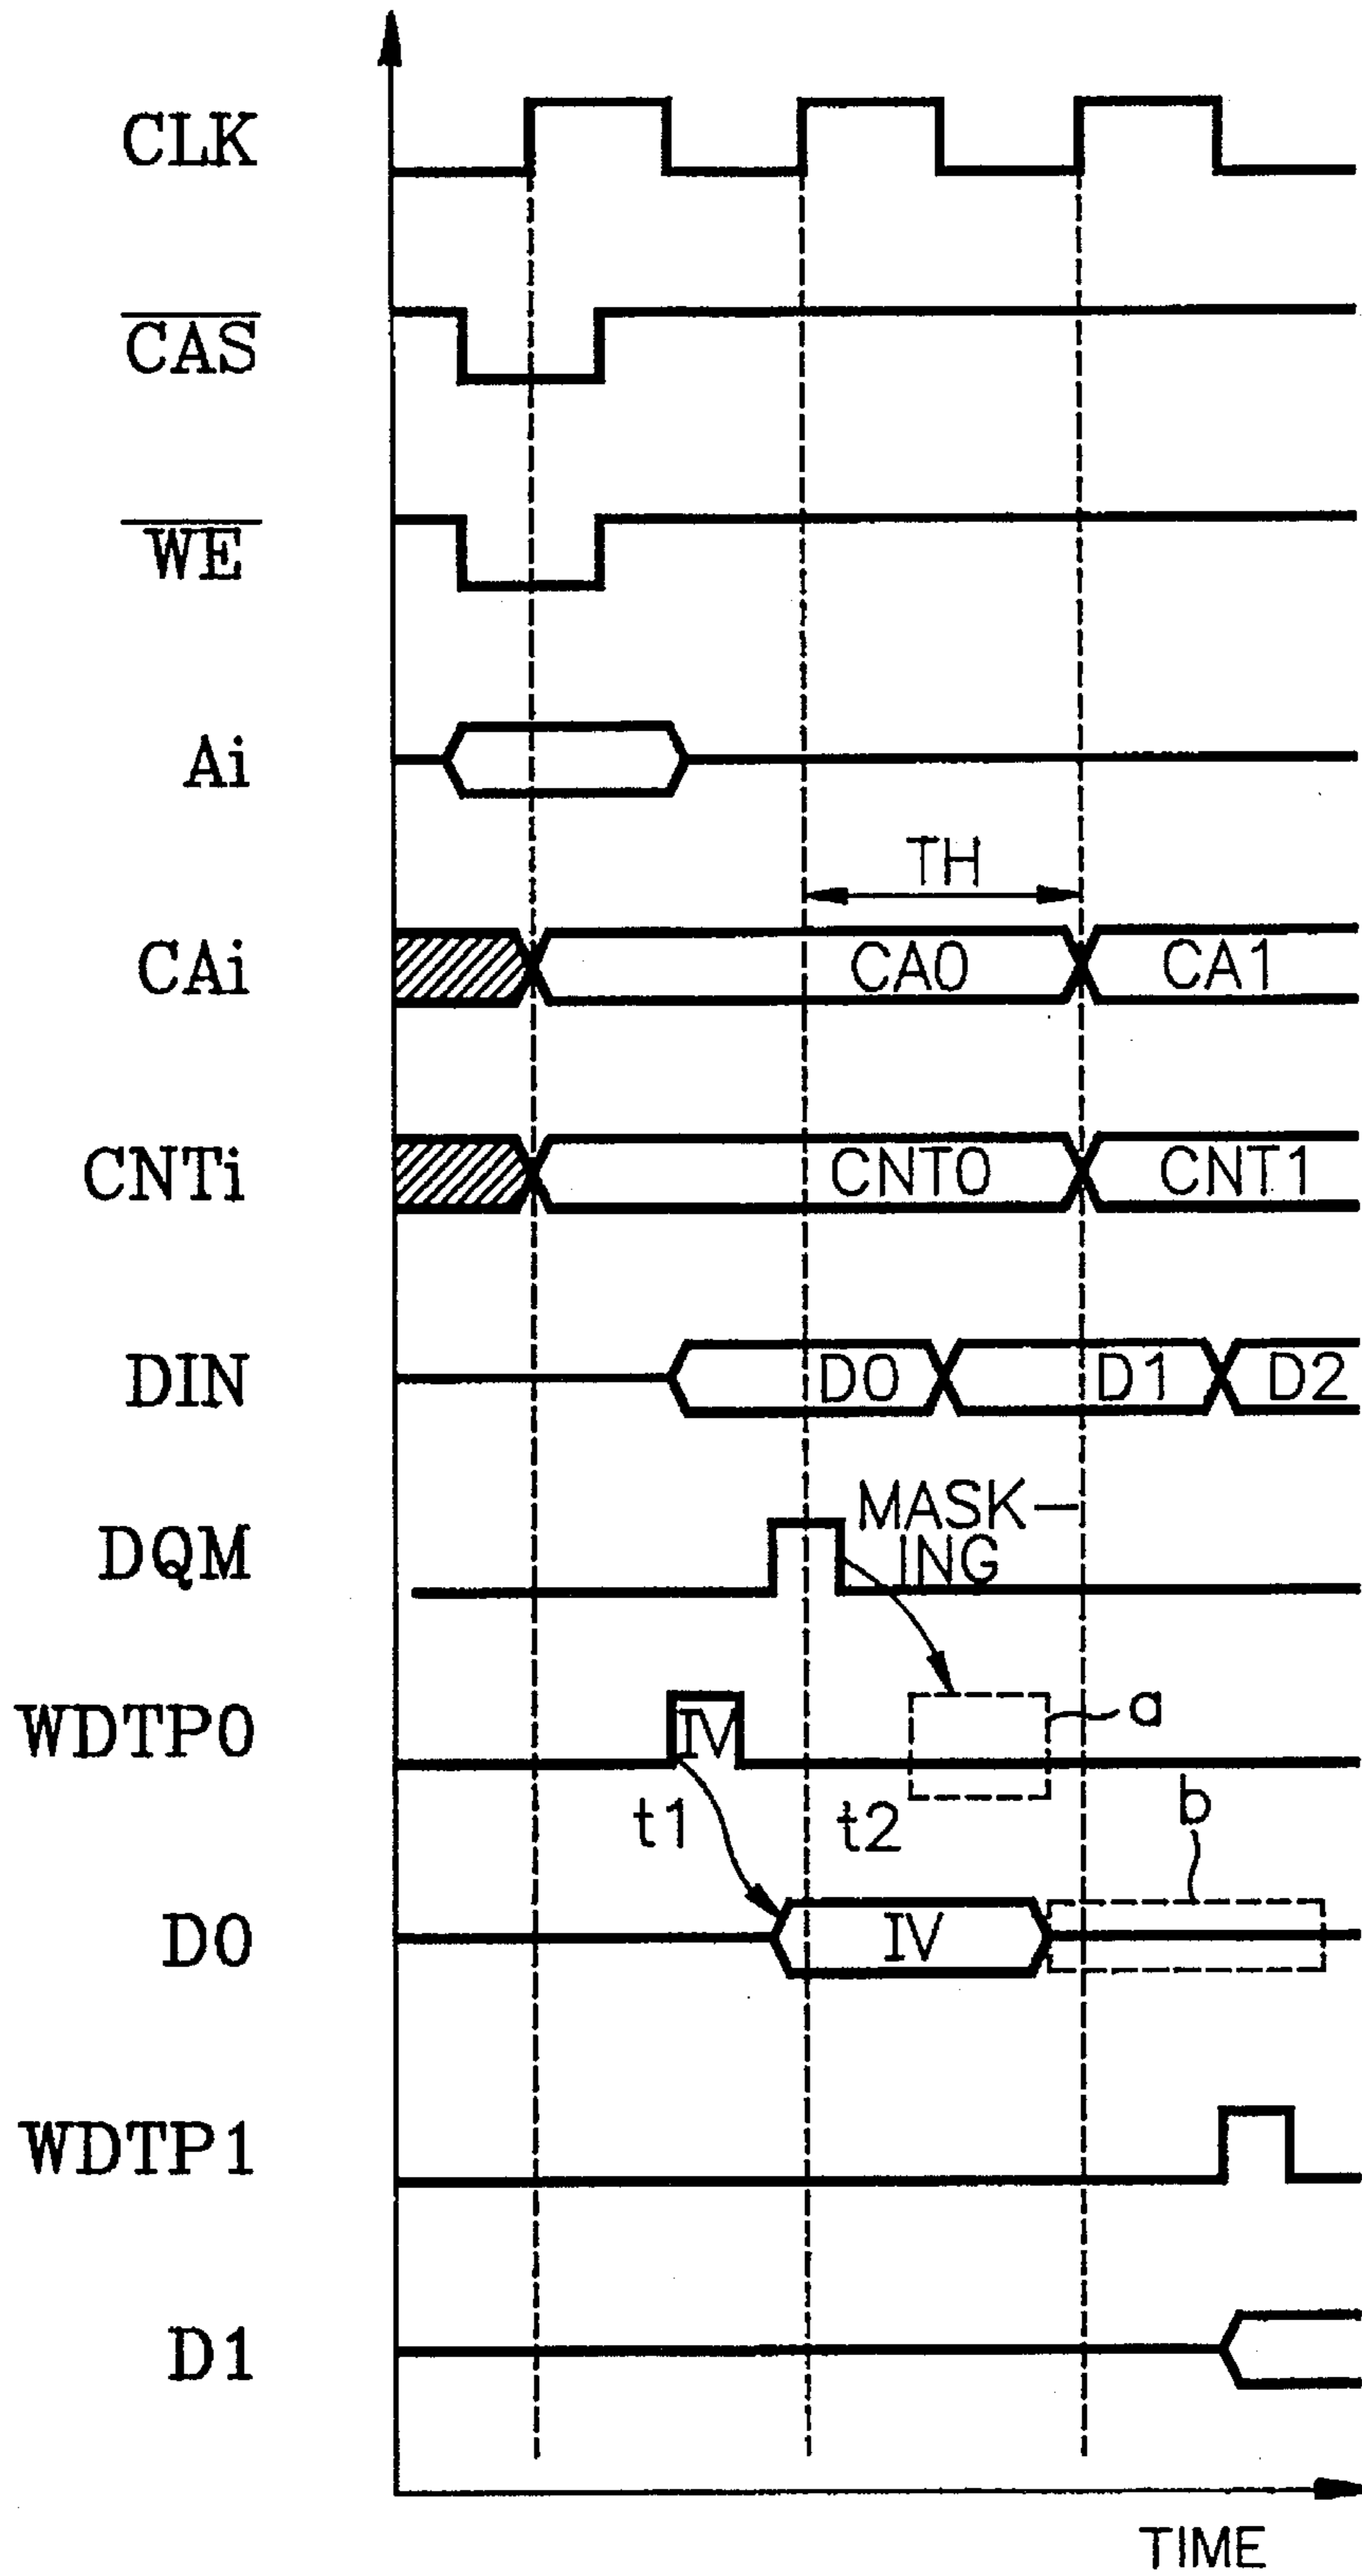 CLK
CAS
WE
Ai
TH
CAi CA0 CA1
CNTi CNT0 CNT1
DIN D0 D1 D2
DQM MASK-
ING
WDTP0 IV a
t1 t2 b
D0 IV
WDTP1
D1
TIME